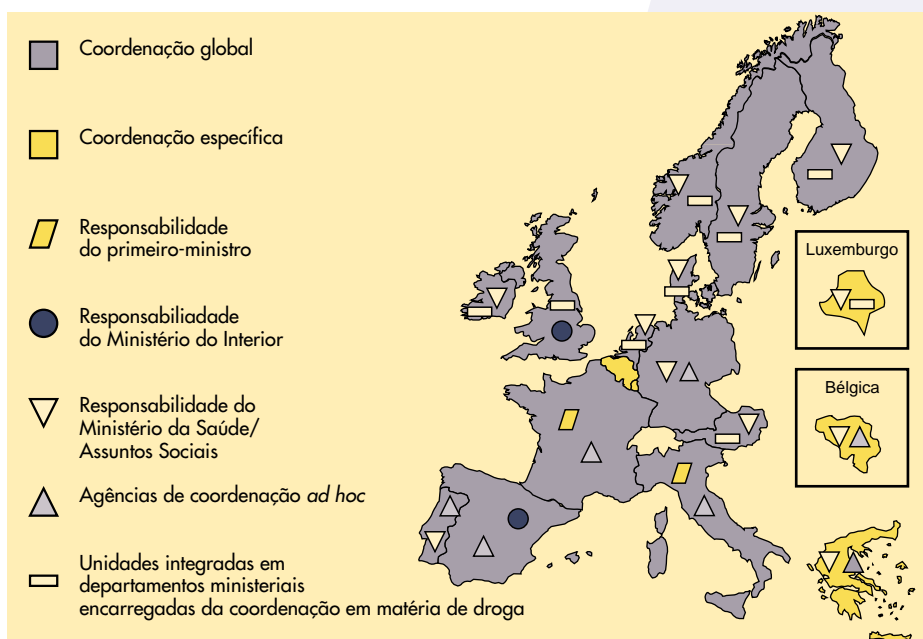 Coordenação global
Coordenação específica
Responsabilidade
do primeiro-ministro
Responsabiliadade
do Ministério do Interior
Responsabilidade do
Ministério da Saúde/
Assuntos Sociais
Agências de coordenação ad hoc
Unidades integradas em
departamentos ministeriais
encarregadas da coordenação em matéria de droga
Luxemburgo
Bélgica